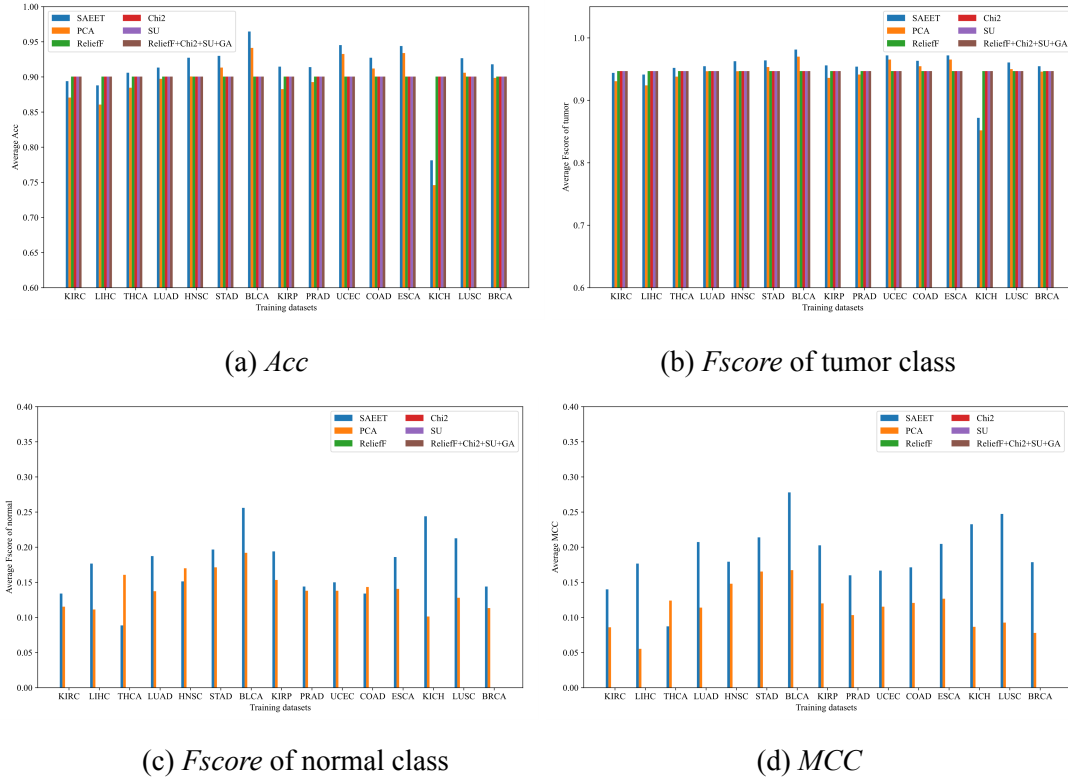 SAEET
PCA
ReliefF
Chi2
SU
ReliefF+Chi2+SU+GA
1.00
0.95
0.90
0.85
0.80
0.75
0.70
0.65
0.60
Average Acc
KIRC LIHC THCA LUAD HNSC STAD BLCA KIRP PRAD UCEC COAD ESCA KICH LUSC BRCA
Training datasets
(a) Acc
SAEET
PCA
ReliefF
Chi2
SU
ReliefF+Chi2+SU+GA
1.0
0.9
0.8
0.7
0.6
Average Fscore of tumor
KIRC LIHC THCA LUAD HNSC STAD BLCA KIRP PRAD UCEC COAD ESCA KICH LUSC BRCA
Training datasets
(b) Fscore of tumor class
SAEET
PCA
ReliefF
Chi2
SU
ReliefF+Chi2+SU+GA
0.40
0.35
0.30
0.25
0.20
0.15
0.10
0.05
0.00
Average Fscore of normal
KIRC LIHC THCA LUAD HNSC STAD BLCA KIRP PRAD UCEC COAD ESCA KICH LUSC BRCA
Training datasets
(c) Fscore of normal class
SAEET
PCA
ReliefF
Chi2
SU
ReliefF+Chi2+SU+GA
0.40
0.35
0.30
0.25
0.20
0.15
0.10
0.05
0.00
Average MCC
KIRC LIHC THCA LUAD HNSC STAD BLCA KIRP PRAD UCEC COAD ESCA KICH LUSC BRCA
Training datasets
(d) MCC